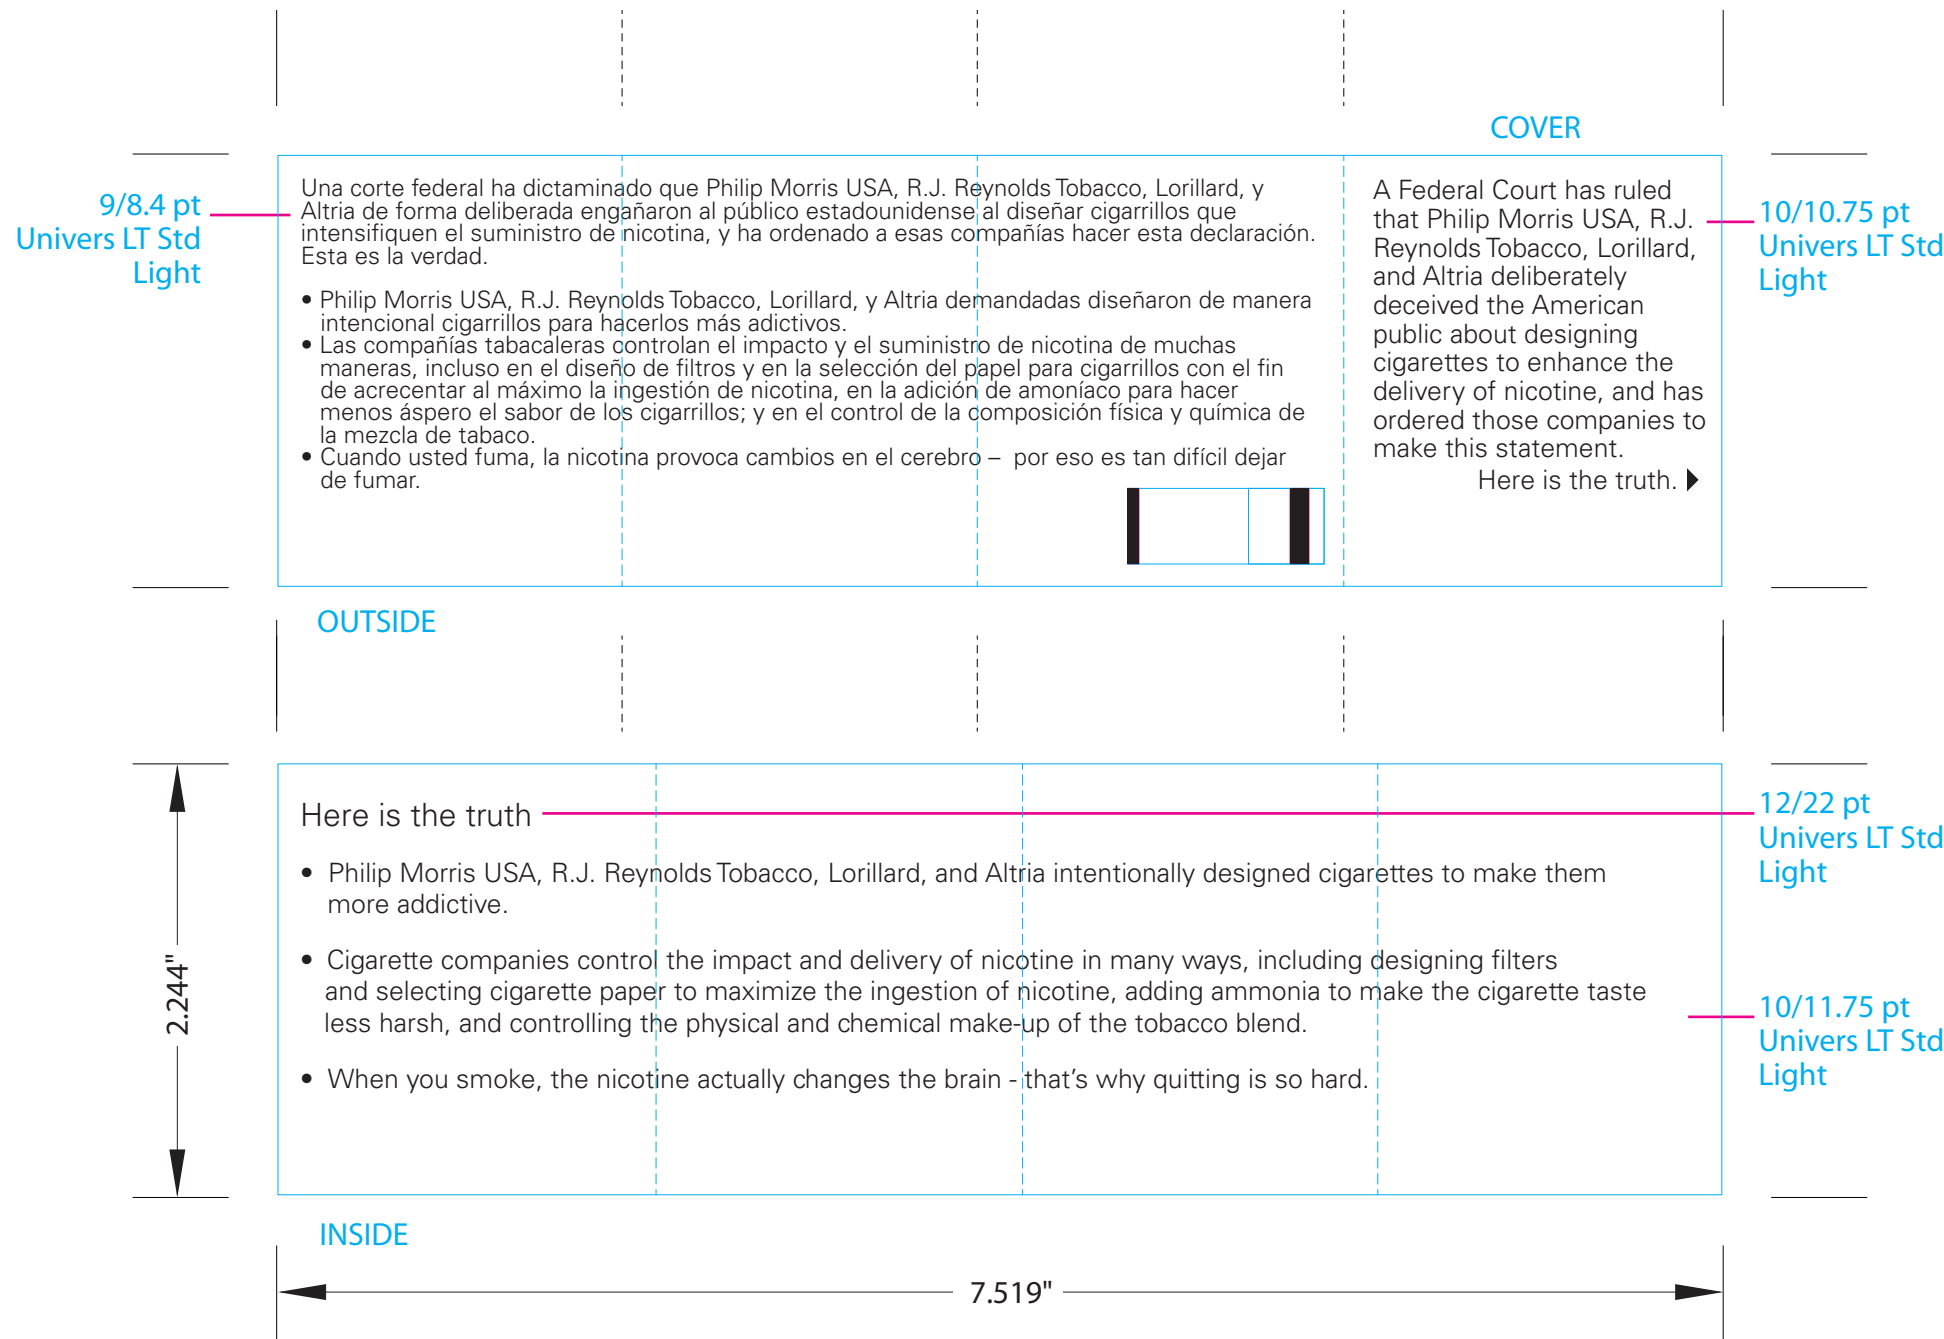 COVER
9/8.4 pt
Univers LT Std
Light
Una corte federal ha dictaminado que Philip Morris USA, R.J. Reynolds Tobacco, Lorillard, y
Altria de forma deliberada engañaron al público estadounidense al diseñar cigarrillos que
intensifiquen el suministro de nicotina, y ha ordenado a esas compañías hacer esta declaración.
Esta es la verdad.
• Philip Morris USA, R.J. Reynolds Tobacco, Lorillard, y Altria demandadas diseñaron de manera
intencional cigarrillos para hacerlos más adictivos.
• Las compañías tabacaleras controlan el impacto y el suministro de nicotina de muchas
maneras, incluso en el diseño de filtros y en la selección del papel para cigarrillos con el fin
de acrecentar al máximo la ingestión de nicotina, en la adición de amoníaco para hacer
menos áspero el sabor de los cigarrillos; y en el control de la composición física y química de
la mezcla de tabaco.
• Cuando usted fuma, la nicotina provoca cambios en el cerebro – por eso es tan difícil dejar
de fumar.
A Federal Court has ruled
that Philip Morris USA, R.J.
Reynolds Tobacco, Lorillard,
and Altria deliberately
deceived the American
public about designing
cigarettes to enhance the
delivery of nicotine, and has
ordered those companies to
make this statement.
Here is the truth.
10/10.75 pt
Univers LT Std
Light
OUTSIDE
Here is the truth
• Philip Morris USA, R.J. Reynolds Tobacco, Lorillard, and Altria intentionally designed cigarettes to make them
more addictive.
• Cigarette companies control the impact and delivery of nicotine in many ways, including designing filters
and selecting cigarette paper to maximize the ingestion of nicotine, adding ammonia to make the cigarette taste
less harsh, and controlling the physical and chemical make-up of the tobacco blend.
• When you smoke, the nicotine actually changes the brain - that's why quitting is so hard.
12/22 pt
Univers LT Std
Light
10/11.75 pt
Univers LT Std
Light
2.244"
INSIDE
7.519"